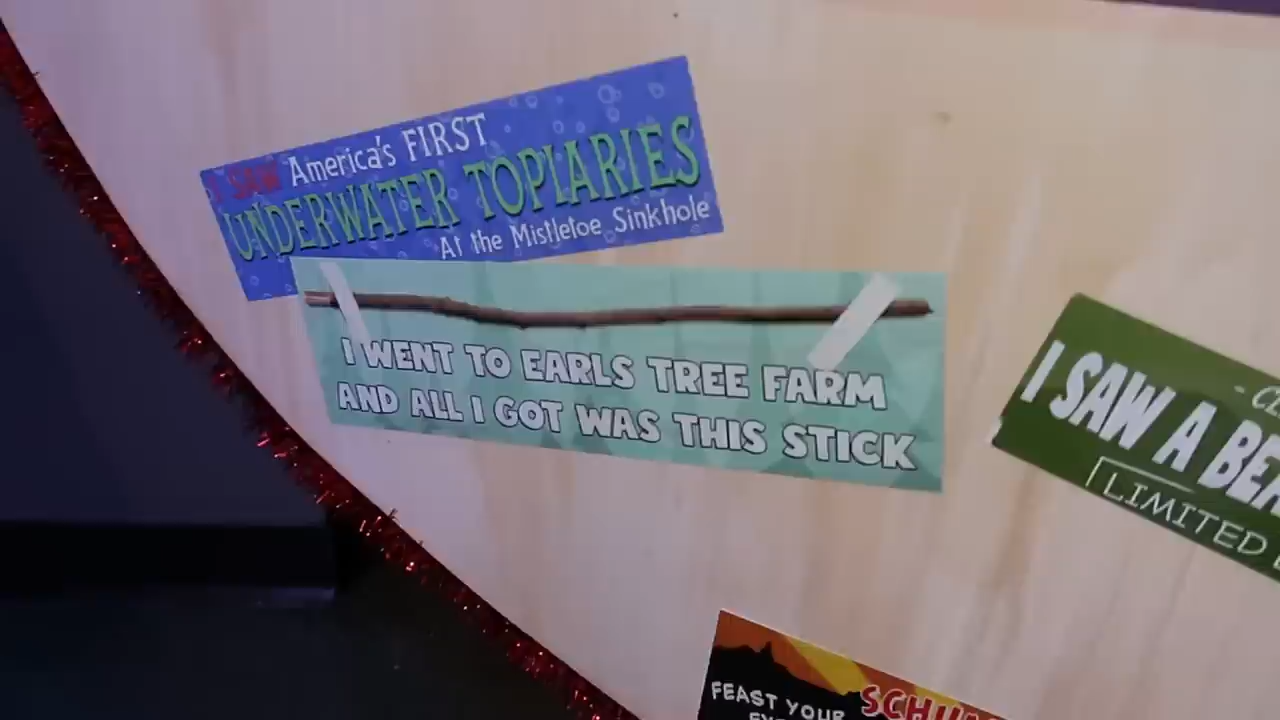 I SAW America's FIRST
UNDERWATER TOPIARIES
At the Mistletoe Sinkhole
I WENT TO EARLS TREE FARM
AND ALL I GOT WAS THIS STICK
I SAW A
LIMITED
FEAST YOUR